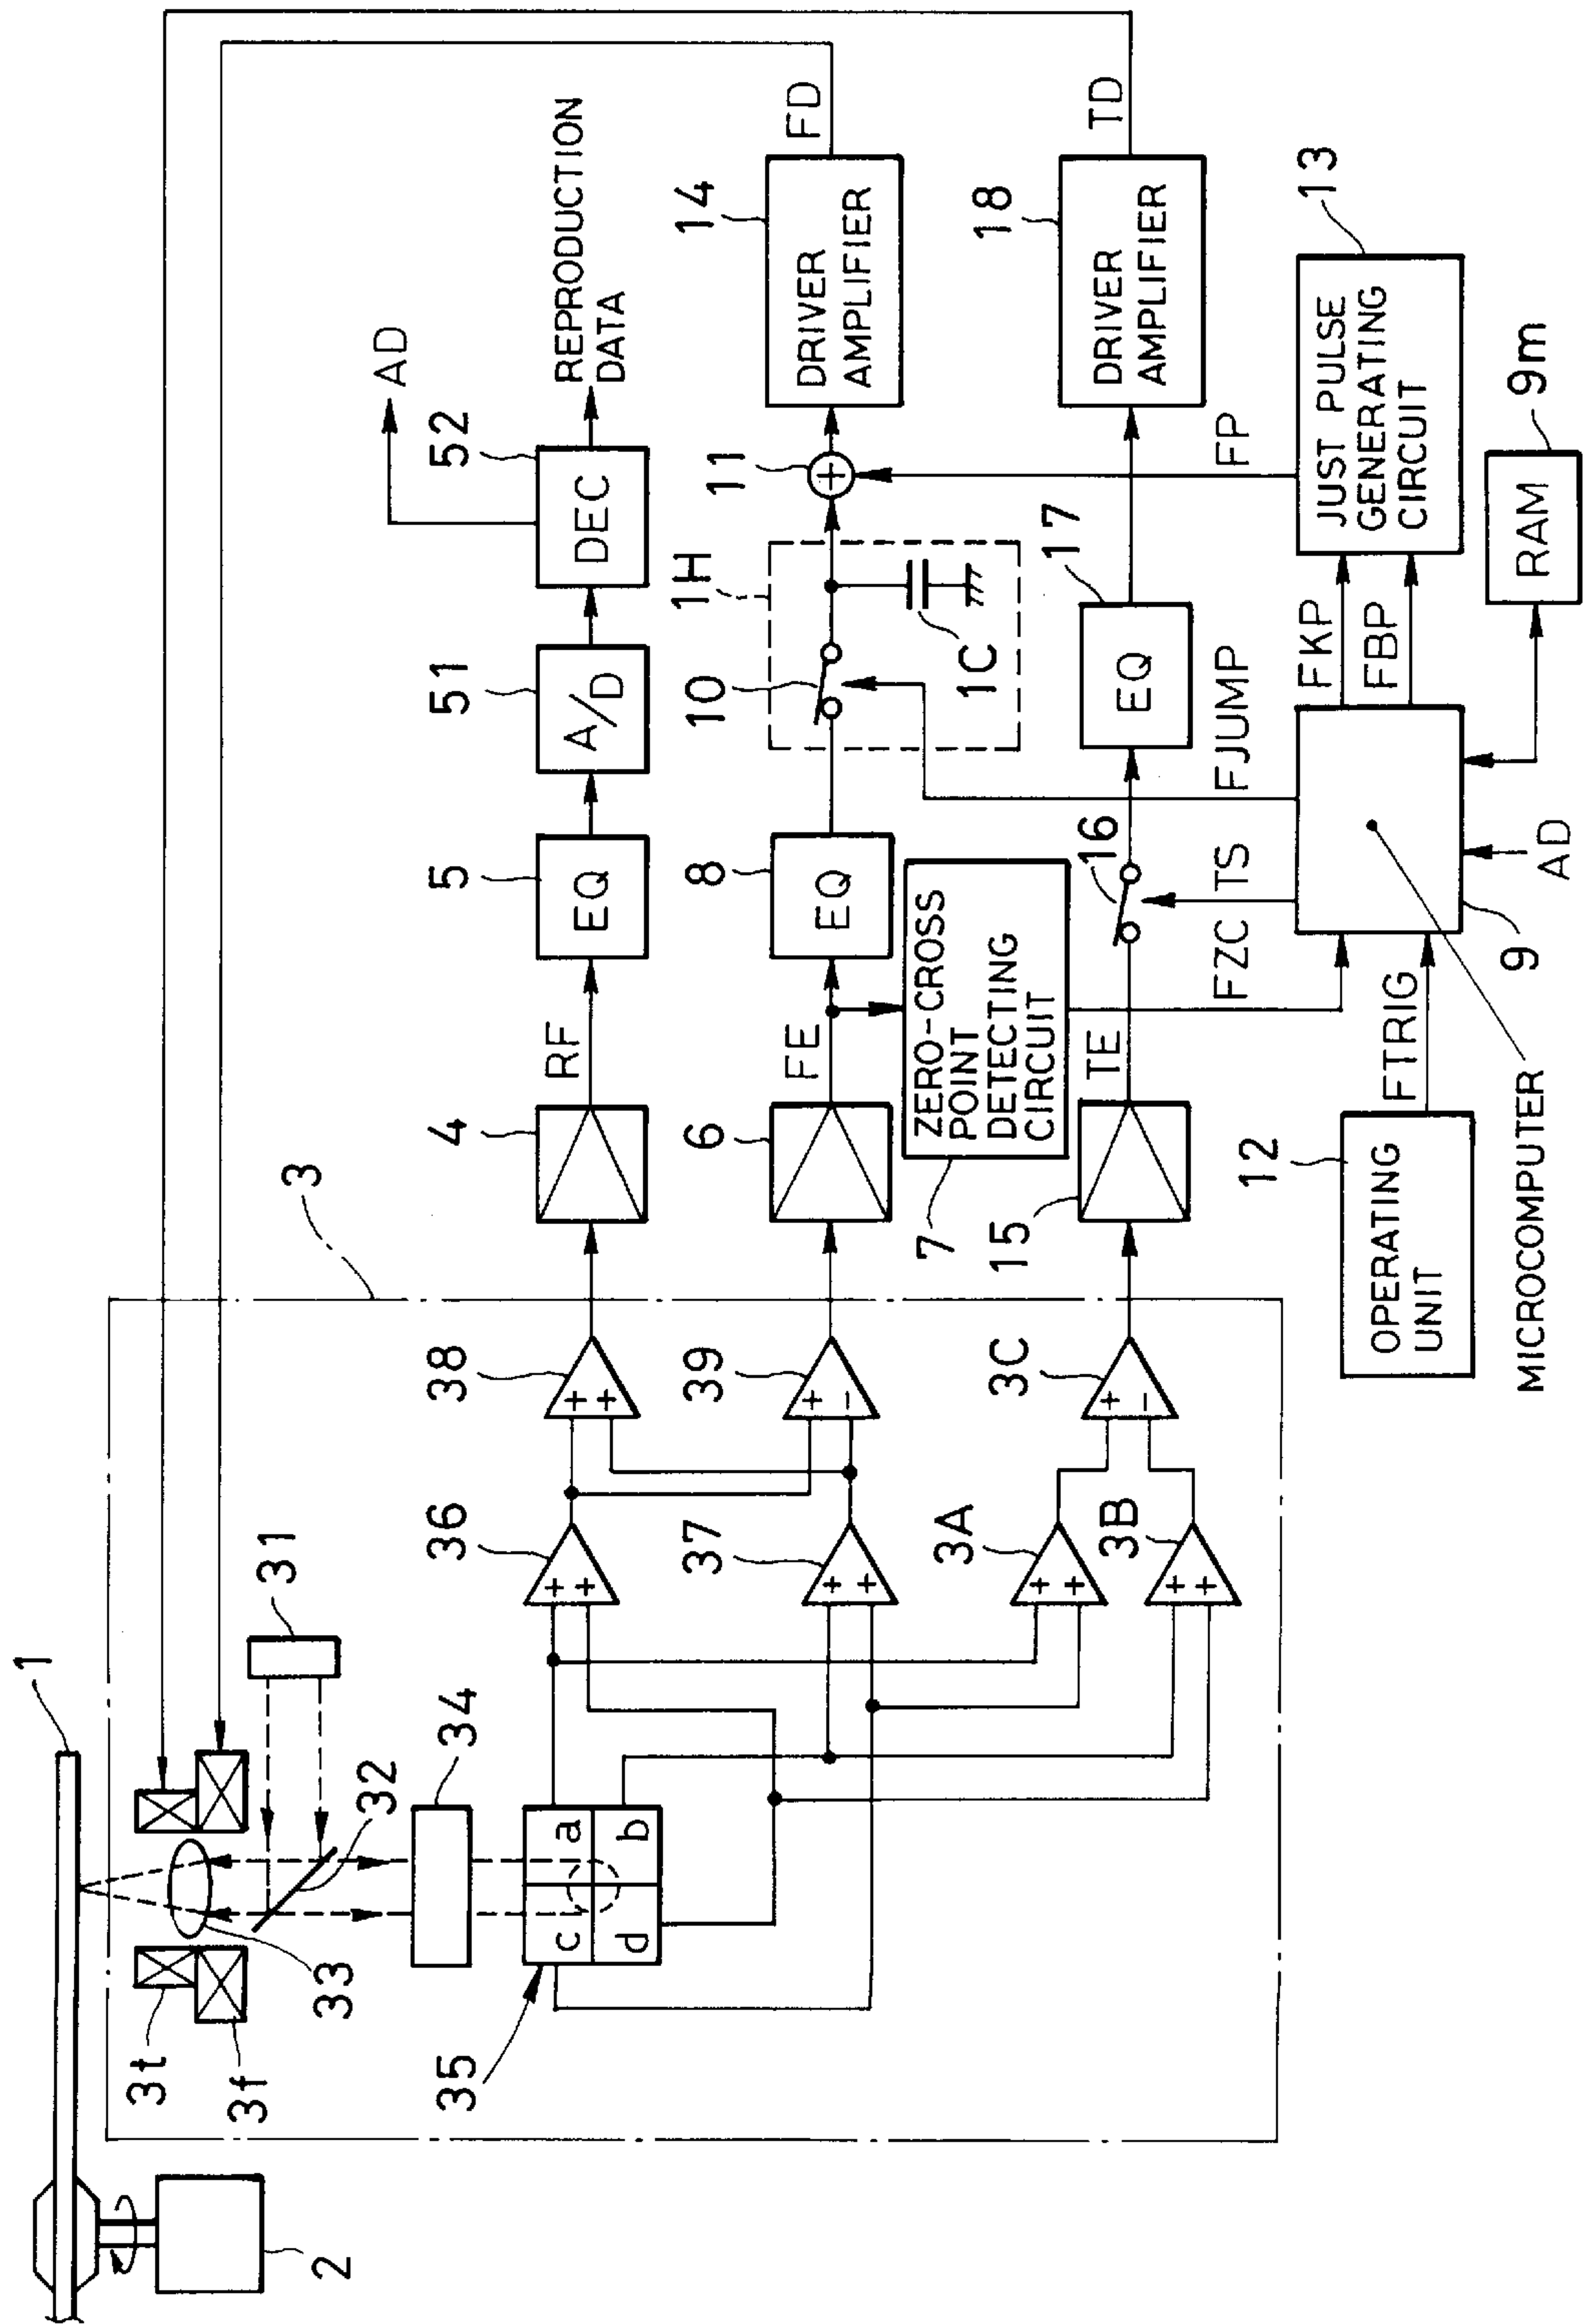 1
2
3
31
32
33
34
35
3t
3f
a
b
c
d
36
37
38
39
3A
3B
3C
+
+
+
+
+
+
+
+
+
+
+
−
+
−
4
RF
5
EQ
51
A/D
52
DEC
AD
REPRODUCTION
DATA
6
FE
8
EQ
10
1H
1C
11
+
14
DRIVER
AMPLIFIER
FD
7
ZERO-CROSS
POINT
DETECTING
CIRCUIT
15
TE
16
17
EQ
18
DRIVER
AMPLIFIER
TD
FZC
TS
FJUMP
FP
12
OPERATING
UNIT
FTRIG
9
AD
MICROCOMPUTER
FKP
FBP
13
JUST PULSE
GENERATING
CIRCUIT
RAM
9m